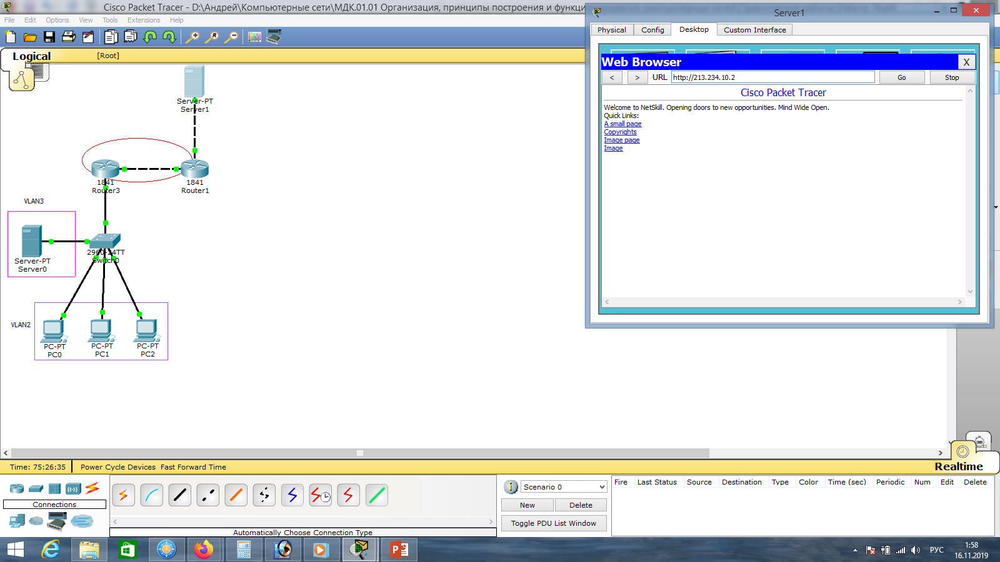 Cisco Packet Tracer - D:\Андрей\Компьютерные сети\МДК.01.01 Организация, принципы построения и функци
File Edit Options View Tools Extensions Help
Logical
[Root]
Server-PT
Server1
1841
Router3
1841
Router1
VLAN3
Server-PT
Server0
2960-24TT
Switch0
VLAN2
PC-PT
PC0
PC-PT
PC1
PC-PT
PC2
Server1
Physical Config Desktop Custom Interface
Web Browser X
< > URL http://213.234.10.2 Go Stop
Cisco Packet Tracer
Welcome to NetSkill. Opening doors to new opportunities. Mind Wide Open.
Quick Links:
A small page
Copyrights
Image page
Image
Time: 75:26:35 Power Cycle Devices Fast Forward Time
Realtime
Connections
Automatically Choose Connection Type
Scenario 0
New Delete
Toggle PDU List Window
Fire Last Status Source Destination Type Color Time (sec) Periodic Num Edit Delete
РУС
1:58
16.11.2019